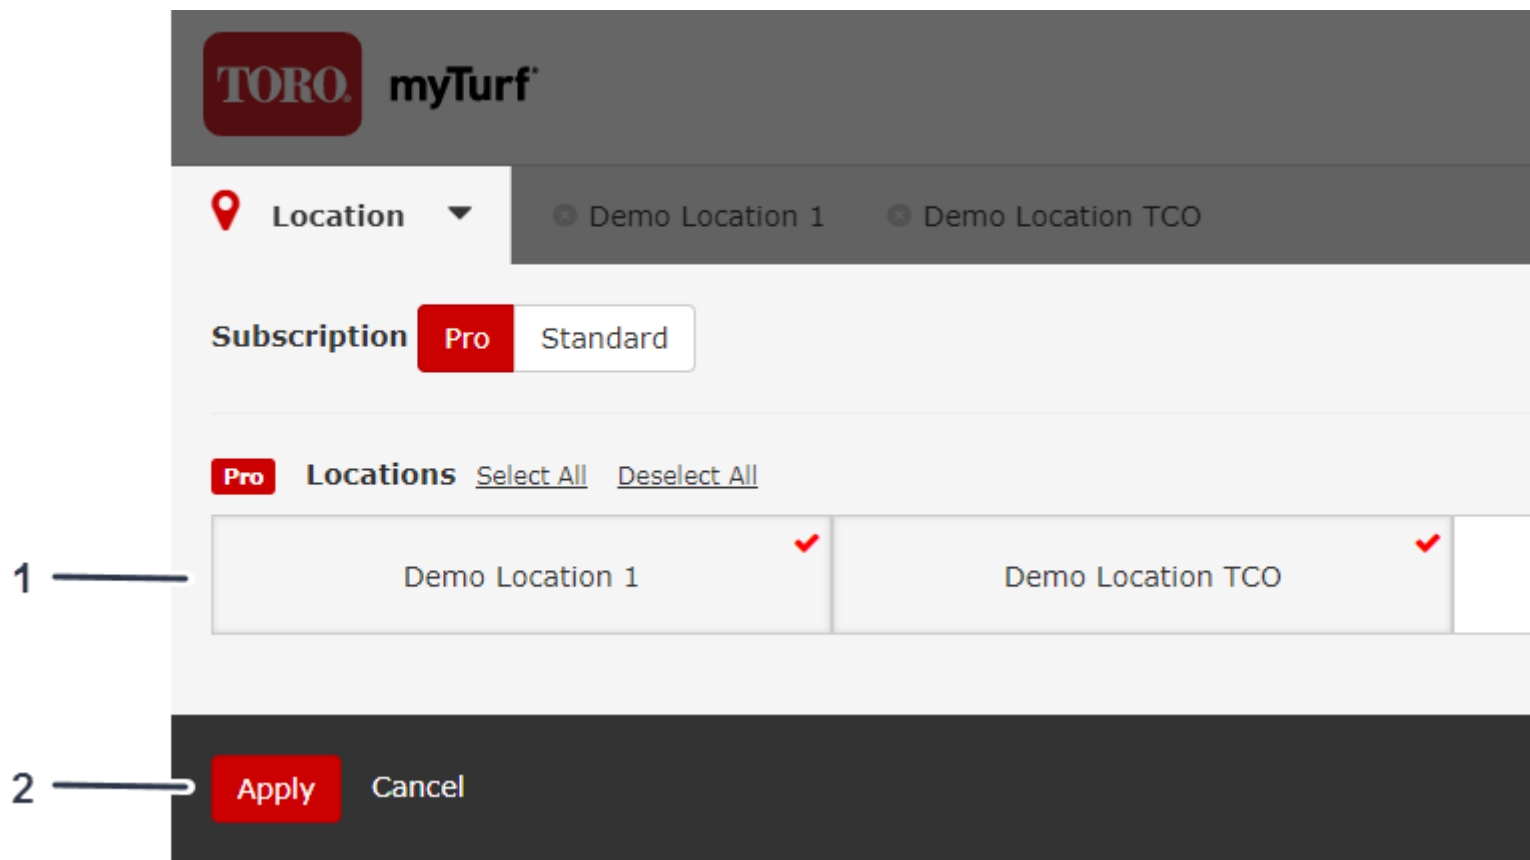 TORO. myTurf
Location Demo Location 1 Demo Location TCO
Subscription Pro Standard
Pro Locations Select All Deselect All
1 Demo Location 1 Demo Location TCO
2 Apply Cancel